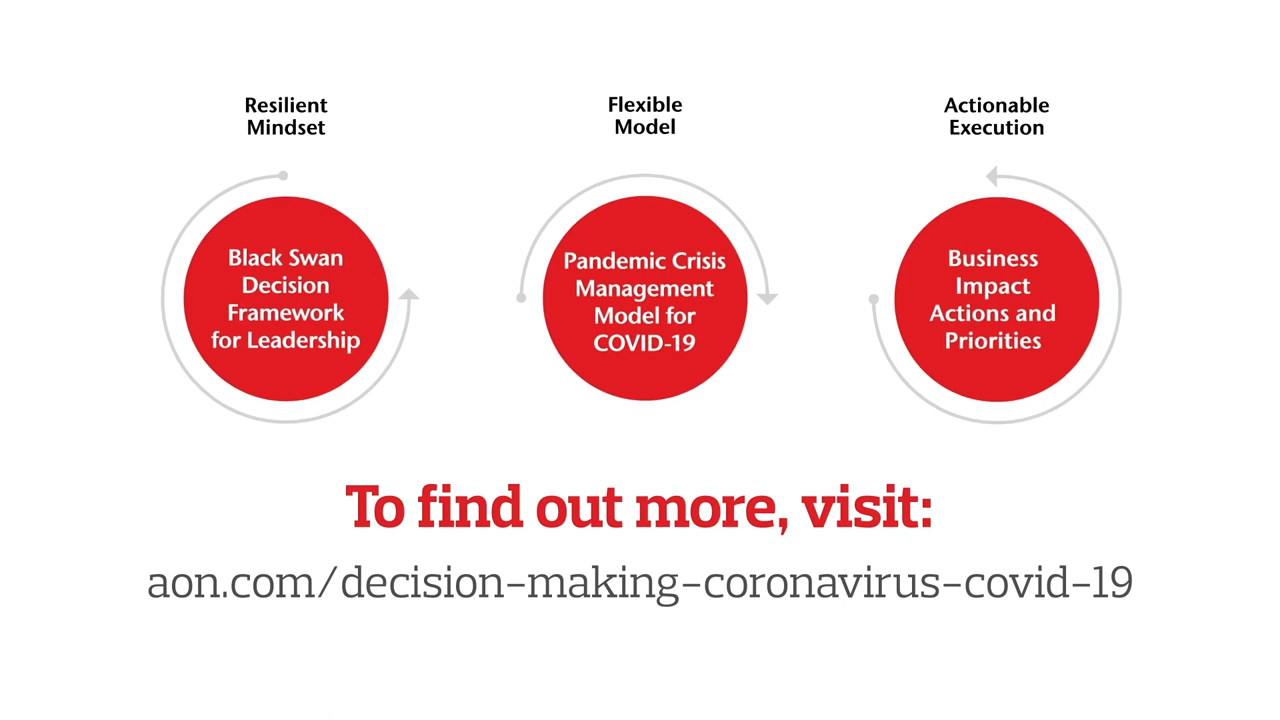 Resilient
Mindset
Black Swan
Decision
Framework
for Leadership
Flexible
Model
Pandemic Crisis
Management
Model for
COVID-19
Actionable
Execution
Business
Impact
Actions and
Priorities
To find out more, visit:
aon.com/decision-making-coronavirus-covid-19